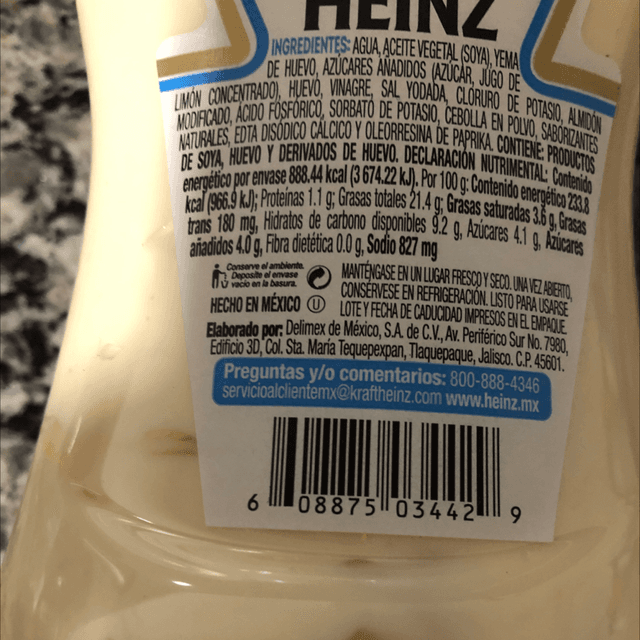 HEINZ
INGREDIENTES: AGUA, ACEITE VEGETAL (SOYA), YEMA
DE HUEVO, AZÚCARES AÑADIDOS (AZÚCAR, JUGO DE
LIMÓN CONCENTRADO), HUEVO, VINAGRE, SAL YODADA, CLORURO DE POTASIO, ALMIDÓN
MODIFICADO, ÁCIDO FOSFÓRICO, SORBATO DE POTASIO, CEBOLLA EN POLVO, SABORIZANTES
NATURALES, EDTA DISÓDICO CÁLCICO Y OLEORRESINA DE PAPRIKA. CONTIENE: PRODUCTOS
DE SOYA, HUEVO Y DERIVADOS DE HUEVO. DECLARACIÓN NUTRIMENTAL: Contenido
energético por envase 888.44 kcal (3 674.22 kJ). Por 100 g: Contenido energético 233.8
kcal (966.9 kJ); Proteínas 1.1 g; Grasas totales 21.4 g; Grasas saturadas 3.6 g, Grasas
trans 180 mg, Hidratos de carbono disponibles 9.2 g, Azúcares 4.1 g, Azúcares
añadidos 4.0 g, Fibra dietética 0.0 g, Sodio 827 mg
Conserve el ambiente.
Deposite el envase
vacío en la basura.
HECHO EN MÉXICO U
MANTÉNGASE EN UN LUGAR FRESCO Y SECO. UNA VEZ ABIERTO,
CONSÉRVESE EN REFRIGERACIÓN. LISTO PARA USARSE
LOTE Y FECHA DE CADUCIDAD IMPRESOS EN EL EMPAQUE.
Elaborado por: Delimex de México, S.A. de C.V., Av. Periférico Sur No. 7980,
Edificio 3D, Col. Sta. María Tequepexpan, Tlaquepaque, Jalisco. C.P. 45601.
Preguntas y/o comentarios: 800-888-4346
servicioalclientemx@kraftheinz.com www.heinz.mx
6 08875 03442 9